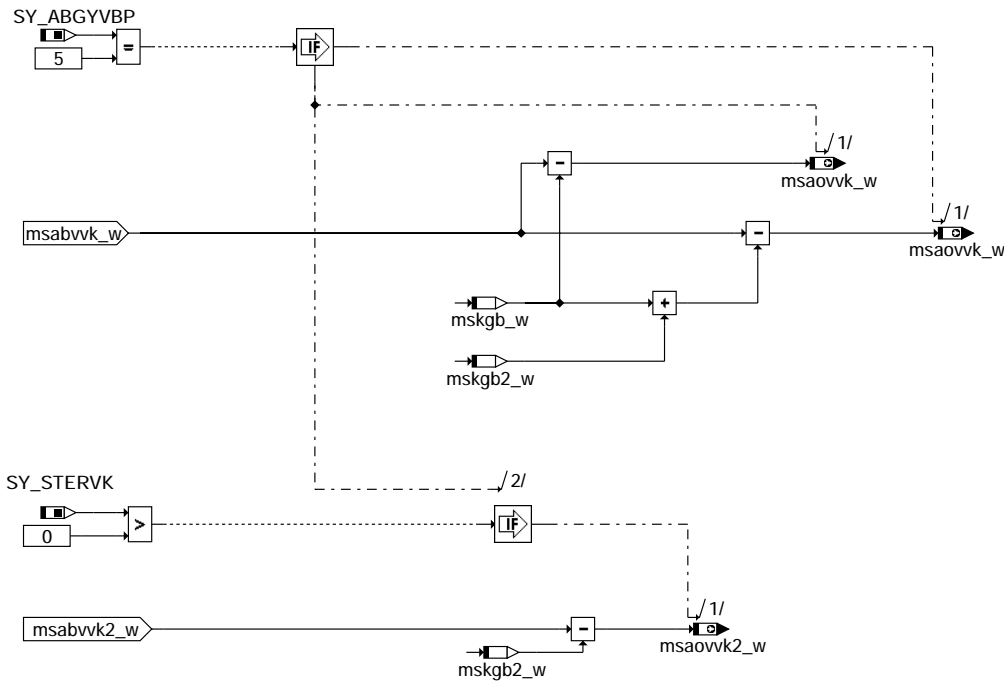 SY_ABGYVBP
=
5
IF
/1/
-
msaovvk_w
/1/
msabvvk_w
-
msaovvk_w
+
mskgb_w
mskgb2_w
/2/
SY_STERVK
>
IF
0
/1/
msabvvk2_w
-
msaovvk2_w
mskgb2_w